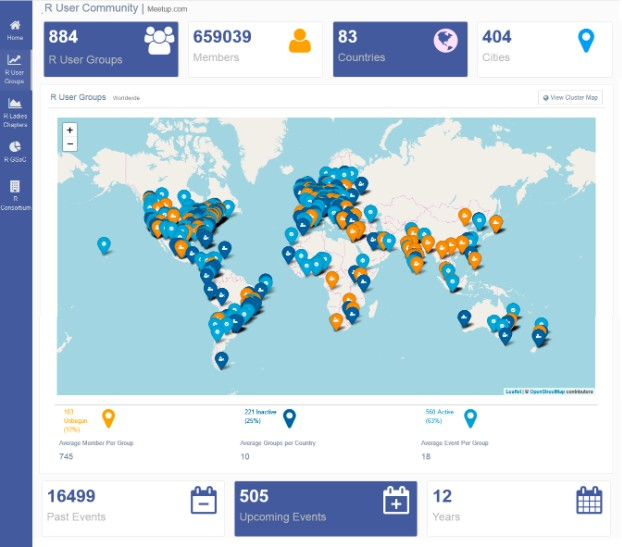 R User Community | Meetup.com
Home
R User
Groups
R-Ladies
Chapters
R-GSoC
R
Consortium
884
R User Groups
659039
Members
83
Countries
404
Cities
R User Groups Worldwide
View Cluster Map
+
−
Leaflet | © OpenStreetMap contributors
103
Unbegun
(12%)
221 Inactive
(25%)
560 Active
(63%)
Average Member Per Group
745
Average Groups per Country
10
Average Event Per Group
18
16499
Past Events
505
Upcoming Events
12
Years